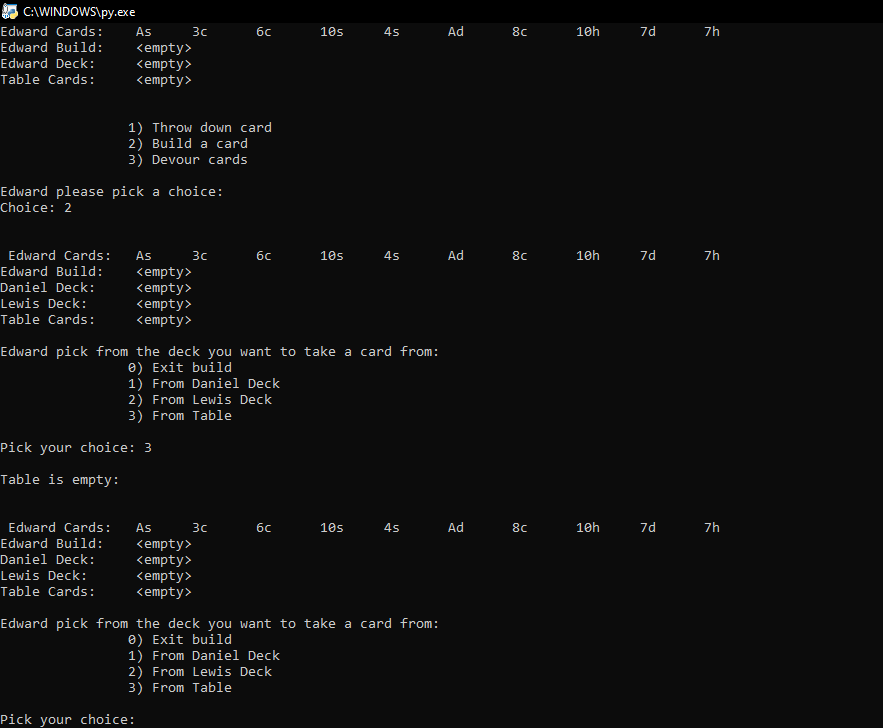 C:\WINDOWS\py.exe
Edward Cards: As 3c 6c 10s 4s Ad 8c 10h 7d 7h
Edward Build: <empty>
Edward Deck: <empty>
Table Cards: <empty>
1) Throw down card
2) Build a card
3) Devour cards
Edward please pick a choice:
Choice: 2
Edward Cards: As 3c 6c 10s 4s Ad 8c 10h 7d 7h
Edward Build: <empty>
Daniel Deck: <empty>
Lewis Deck: <empty>
Table Cards: <empty>
Edward pick from the deck you want to take a card from:
0) Exit build
1) From Daniel Deck
2) From Lewis Deck
3) From Table
Pick your choice: 3
Table is empty:
Edward Cards: As 3c 6c 10s 4s Ad 8c 10h 7d 7h
Edward Build: <empty>
Daniel Deck: <empty>
Lewis Deck: <empty>
Table Cards: <empty>
Edward pick from the deck you want to take a card from:
0) Exit build
1) From Daniel Deck
2) From Lewis Deck
3) From Table
Pick your choice: